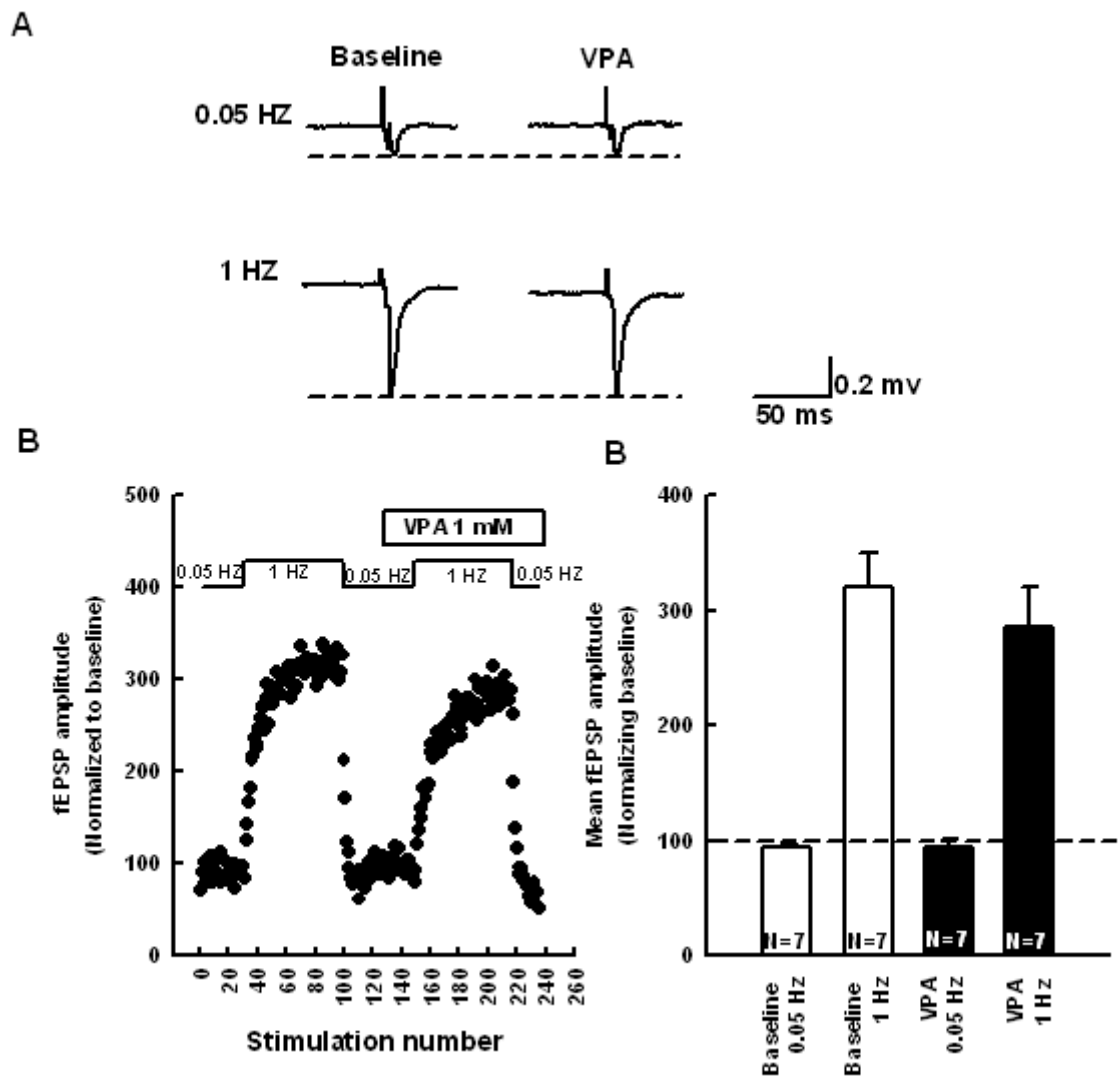 A
Baseline VPA
0.05 HZ
1 HZ
0.2 mv
50 ms
B
500
400
300
200
100
0
fEPSP amplitude
(Normalized to baseline)
VPA 1 mM
0.05 HZ 1 HZ 0.05 HZ 1 HZ 0.05 HZ
0 20 40 60 80 100 120 140 160 180 200 220 240 260
Stimulation number
B
400
300
200
100
0
Mean fEPSP amplitude
(Normalizing baseline)
N=7 N=7 N=7 N=7
Baseline
0.05 Hz
Baseline
1 Hz
VPA
0.05 Hz
VPA
1 Hz